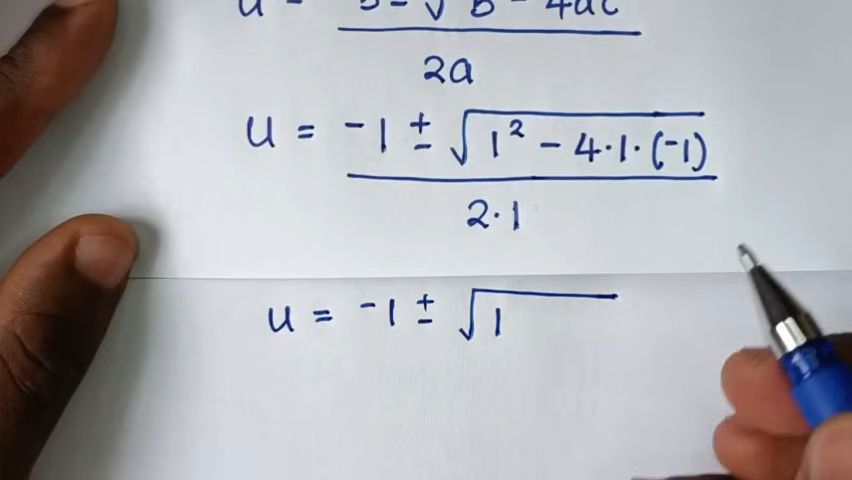 u =
2a
u = -1 ± √1² - 4·1·(-1)
2·1
u = -1 ± √1